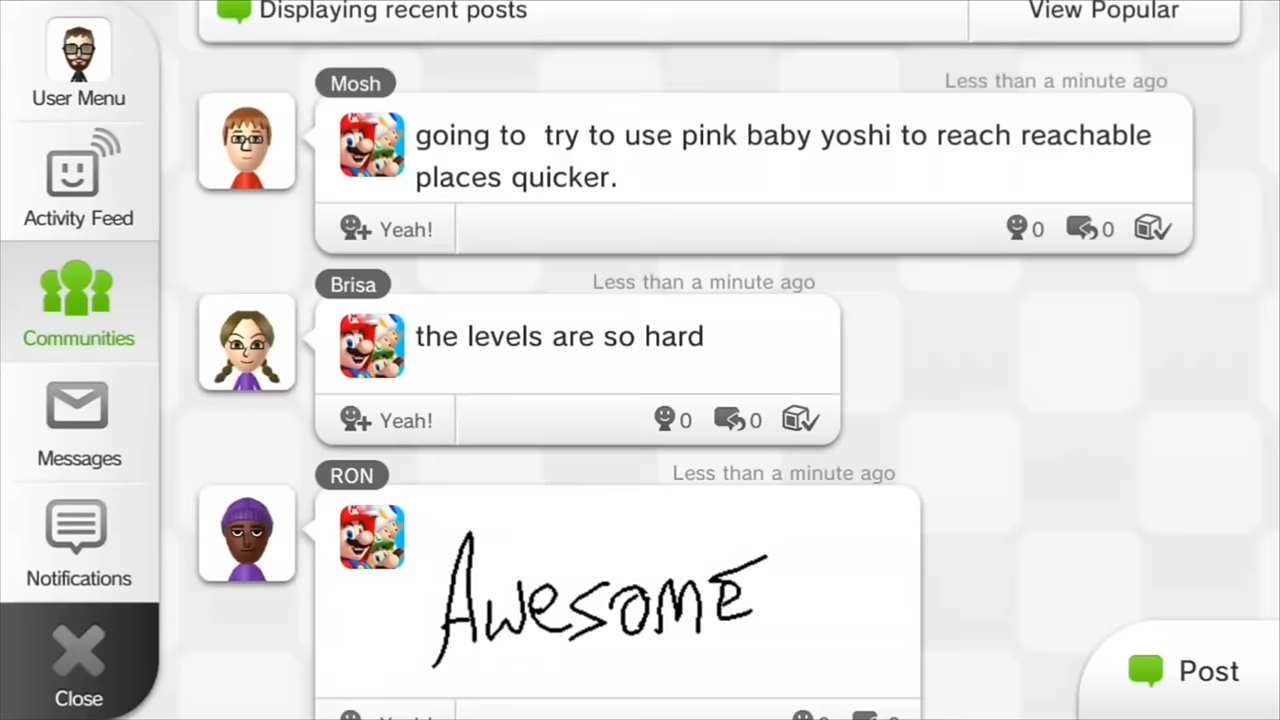 Displaying recent posts
View Popular
User Menu
Activity Feed
Communities
Messages
Notifications
Close
Mosh
Less than a minute ago
going to  try to use pink baby yoshi to reach reachable
places quicker.
Yeah!
0
0
Brisa
Less than a minute ago
the levels are so hard
Yeah!
0
0
RON
Less than a minute ago
AweSOME
Post